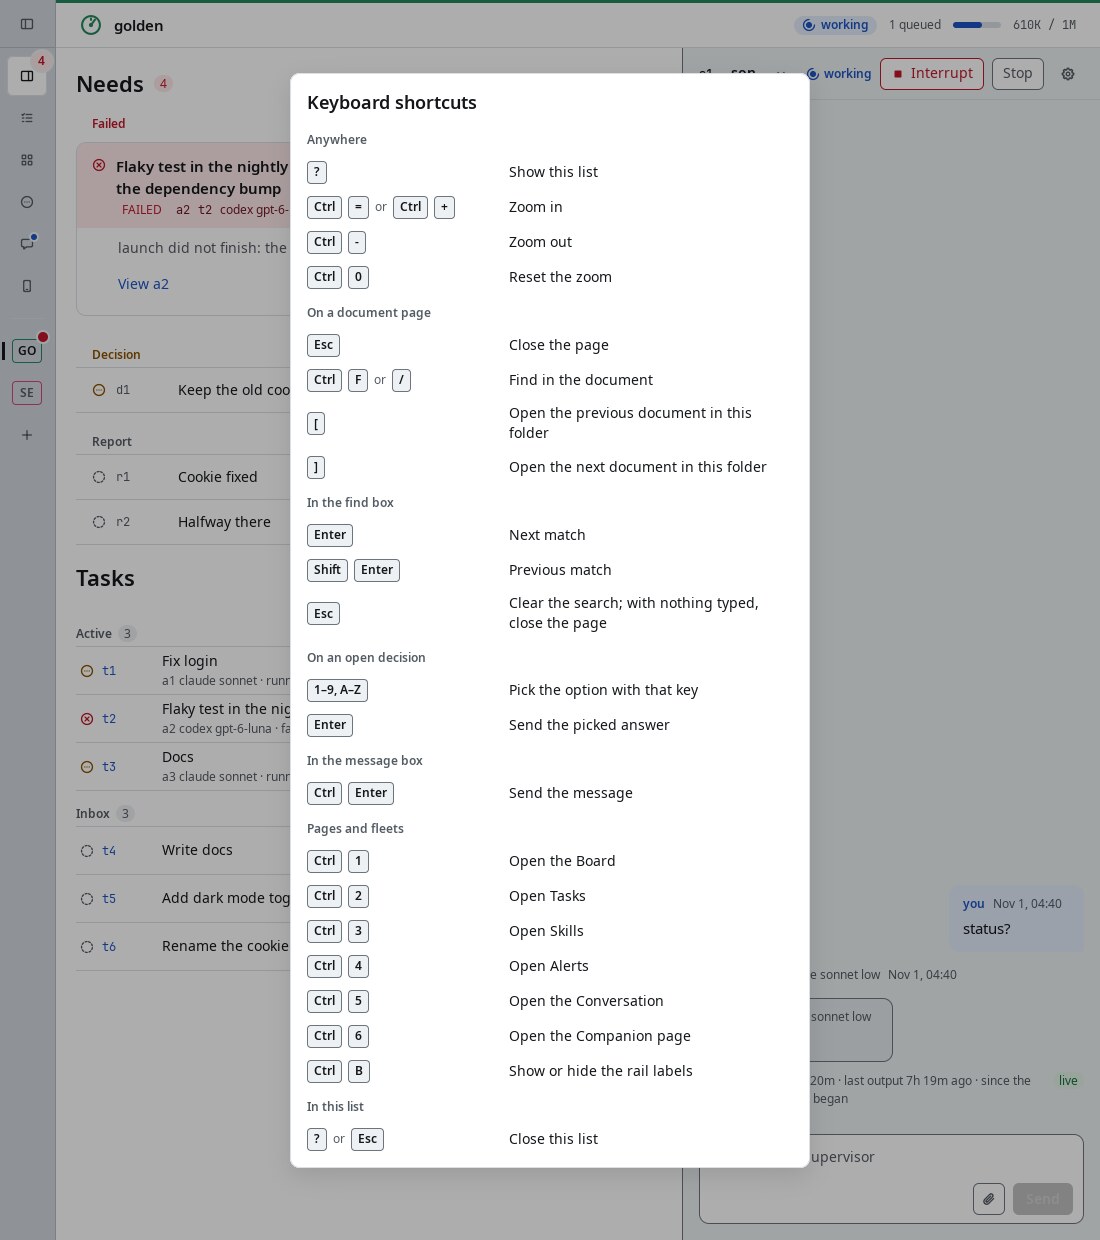 golden
working
1 queued
610K / 1M
4
Needs 4
working
Interrupt
Stop
Failed
Flaky test in the nightly
the dependency bump
FAILED a2 t2 codex gpt-6-
launch did not finish: the
View a2
GO
SE
Decision
d1 Keep the old coo
Report
r1 Cookie fixed
r2 Halfway there
Tasks
Active 3
t1 Fix login
a1 claude sonnet · runr
t2 Flaky test in the nig
a2 codex gpt-6-luna · fa
t3 Docs
a3 claude sonnet · runr
Inbox 3
t4 Write docs
t5 Add dark mode tog
t6 Rename the cookie
Keyboard shortcuts
Anywhere
? Show this list
Ctrl = or Ctrl + Zoom in
Ctrl - Zoom out
Ctrl 0 Reset the zoom
On a document page
Esc Close the page
Ctrl F or / Find in the document
[ Open the previous document in this
folder
] Open the next document in this folder
In the find box
Enter Next match
Shift Enter Previous match
Esc Clear the search; with nothing typed,
close the page
On an open decision
1–9, A–Z Pick the option with that key
Enter Send the picked answer
In the message box
Ctrl Enter Send the message
Pages and fleets
Ctrl 1 Open the Board
Ctrl 2 Open Tasks
Ctrl 3 Open Skills
Ctrl 4 Open Alerts
Ctrl 5 Open the Conversation
Ctrl 6 Open the Companion page
Ctrl B Show or hide the rail labels
In this list
? or Esc Close this list
you Nov 1, 04:40
status?
e sonnet low Nov 1, 04:40
sonnet low
20m · last output 7h 19m ago · since the
began
live
upervisor
Send